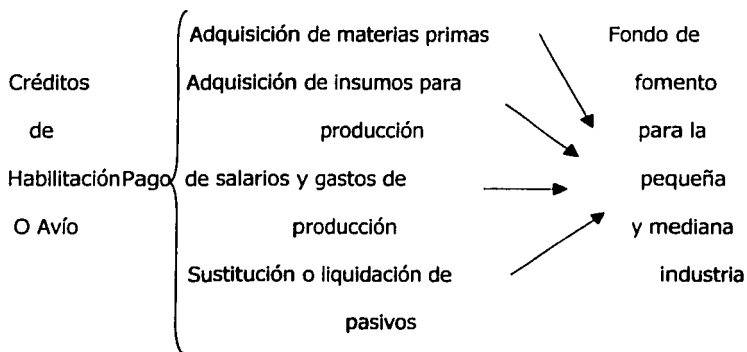 Adquisición de materias primas Fondo de
Créditos Adquisición de insumos para fomento
de producción para la
HabilitaciónPago de salarios y gastos de pequeña
O Avío producción y mediana
Sustitución o liquidación de industria
pasivos